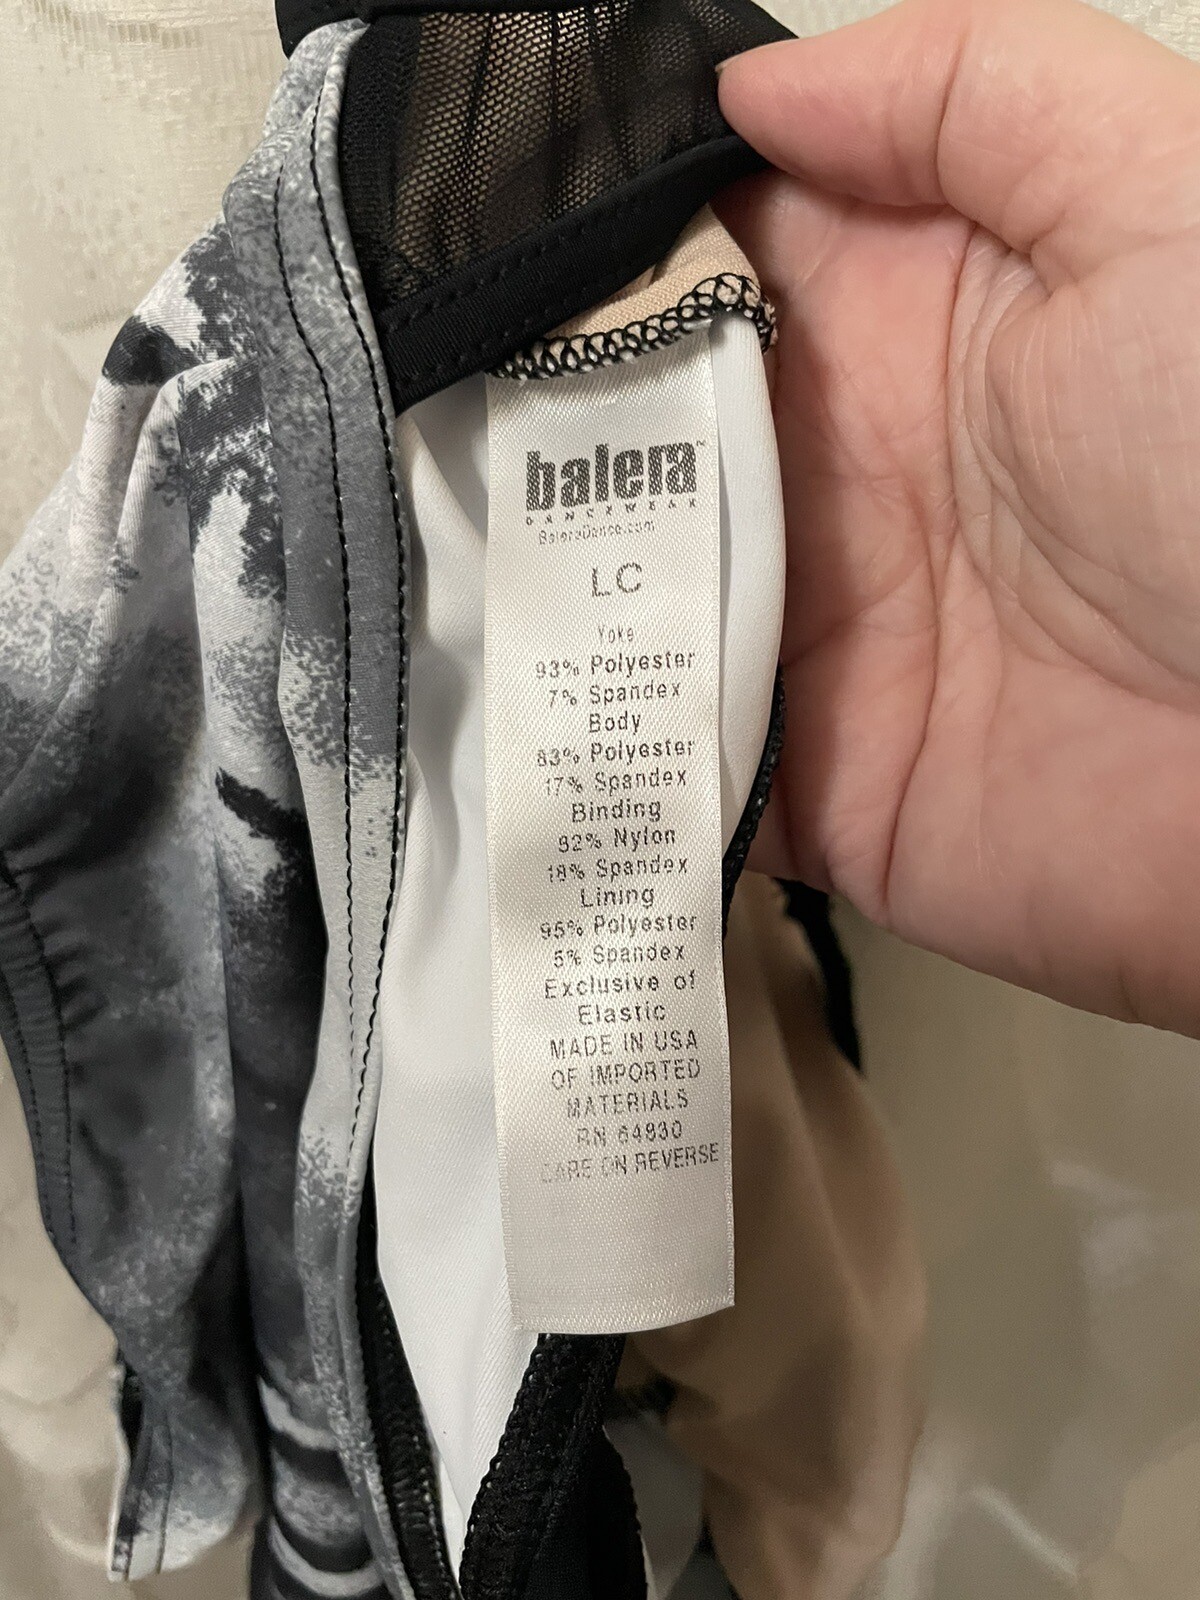 balera™
DANCEWEAR
BaleraDance.com
LC
Yoke
93% Polyester
7% Spandex
Body
83% Polyester
17% Spandex
Binding
82% Nylon
18% Spandex
Lining
95% Polyester
5% Spandex
Exclusive of
Elastic
MADE IN USA
OF IMPORTED
MATERIALS
RN 64830
CARE ON REVERSE